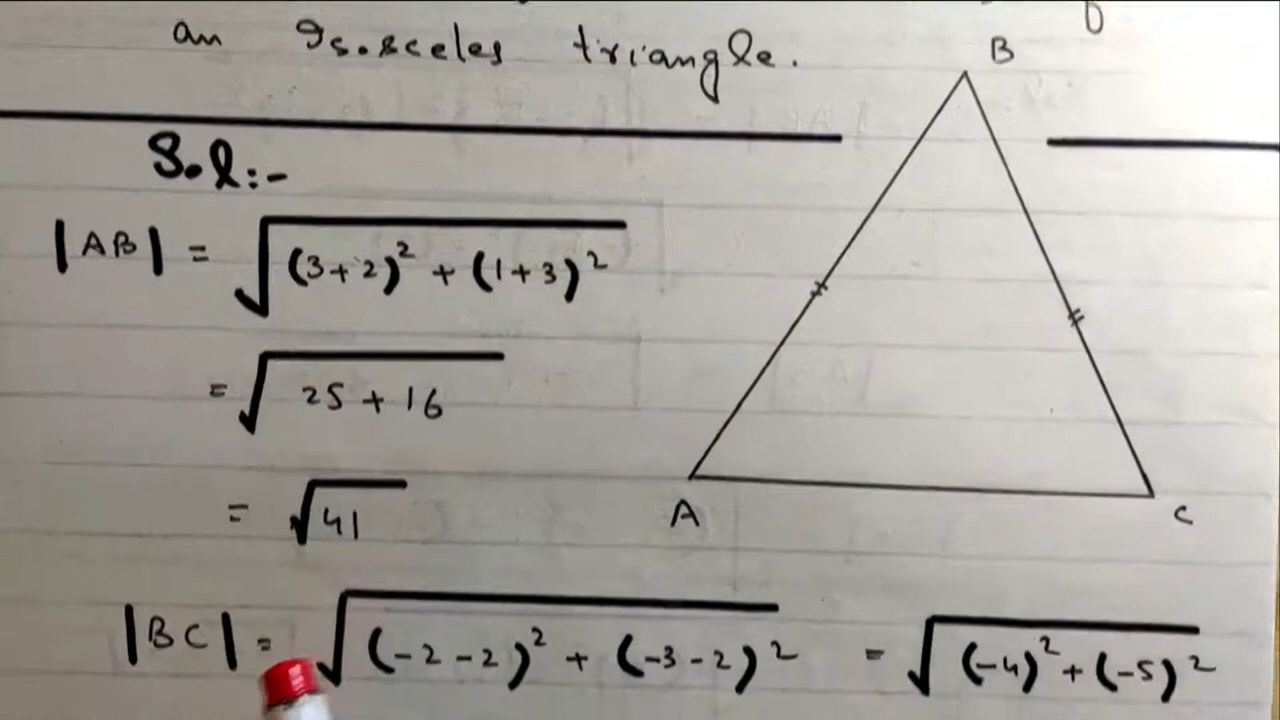 an Isosceles triangle.
B
Sol:-
|AB| = √(3+2)² + (1+3)²
= √25 + 16
= √41
A
C
|BC| = √(-2-2)² + (-3-2)² = √(-4)² + (-5)²